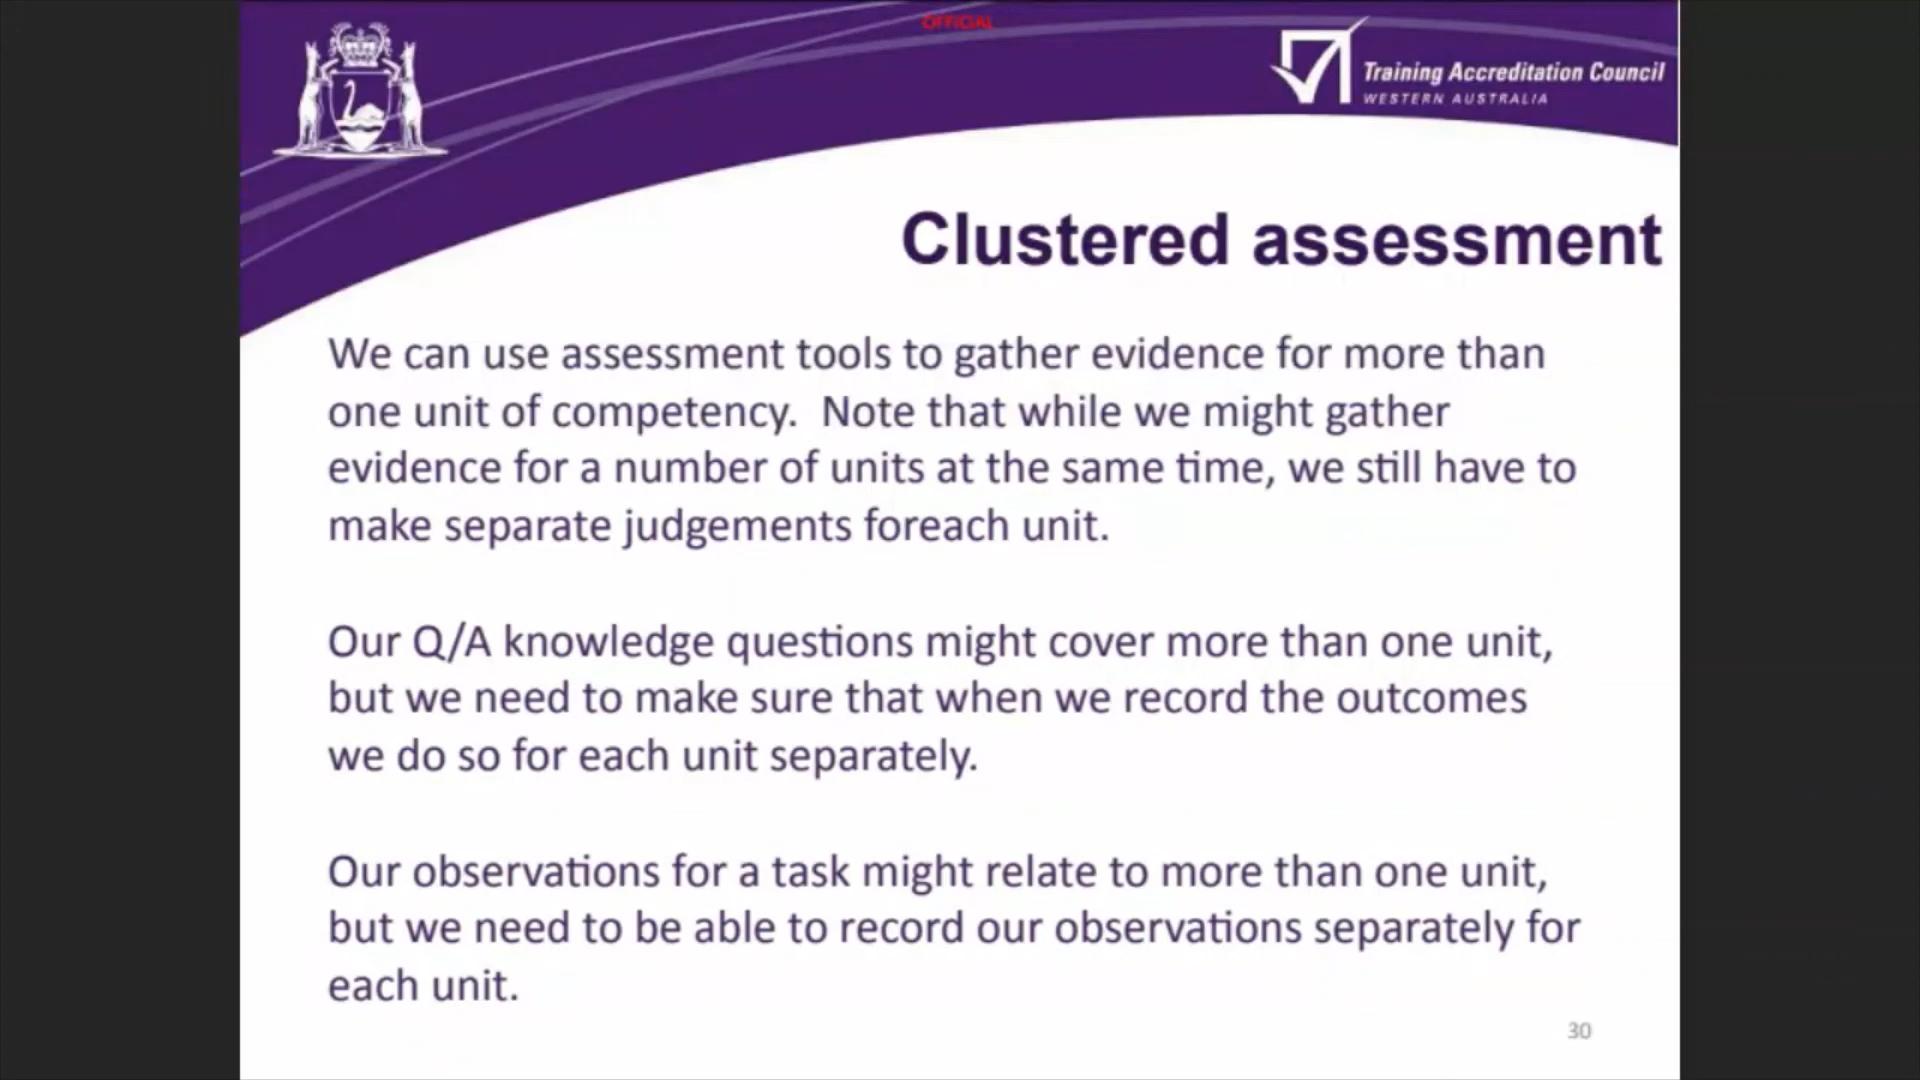 OFFICIAL
Training Accreditation Council
WESTERN AUSTRALIA
Clustered assessment
We can use assessment tools to gather evidence for more than
one unit of competency.  Note that while we might gather
evidence for a number of units at the same time, we still have to
make separate judgements foreach unit.
Our Q/A knowledge questions might cover more than one unit,
but we need to make sure that when we record the outcomes
we do so for each unit separately.
Our observations for a task might relate to more than one unit,
but we need to be able to record our observations separately for
each unit.
30